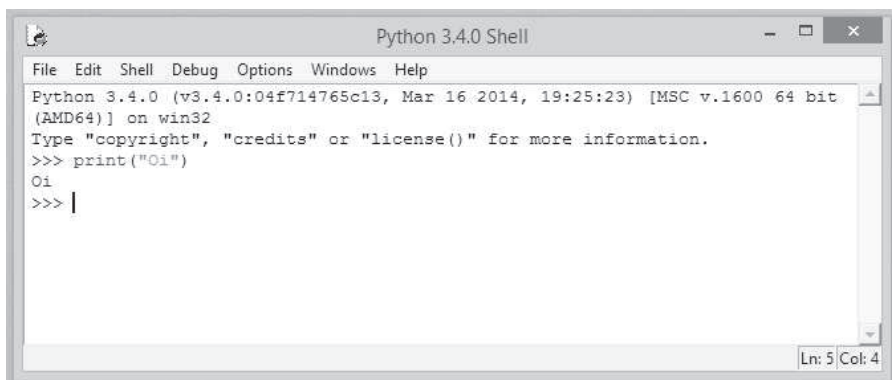 Python 3.4.0 Shell
File Edit Shell Debug Options Windows Help
Python 3.4.0 (v3.4.0:04f714765c13, Mar 16 2014, 19:25:23) [MSC v.1600 64 bit
(AMD64)] on win32
Type "copyright", "credits" or "license()" for more information.
>>> print("Oi")
Oi
>>>
Ln: 5 Col: 4